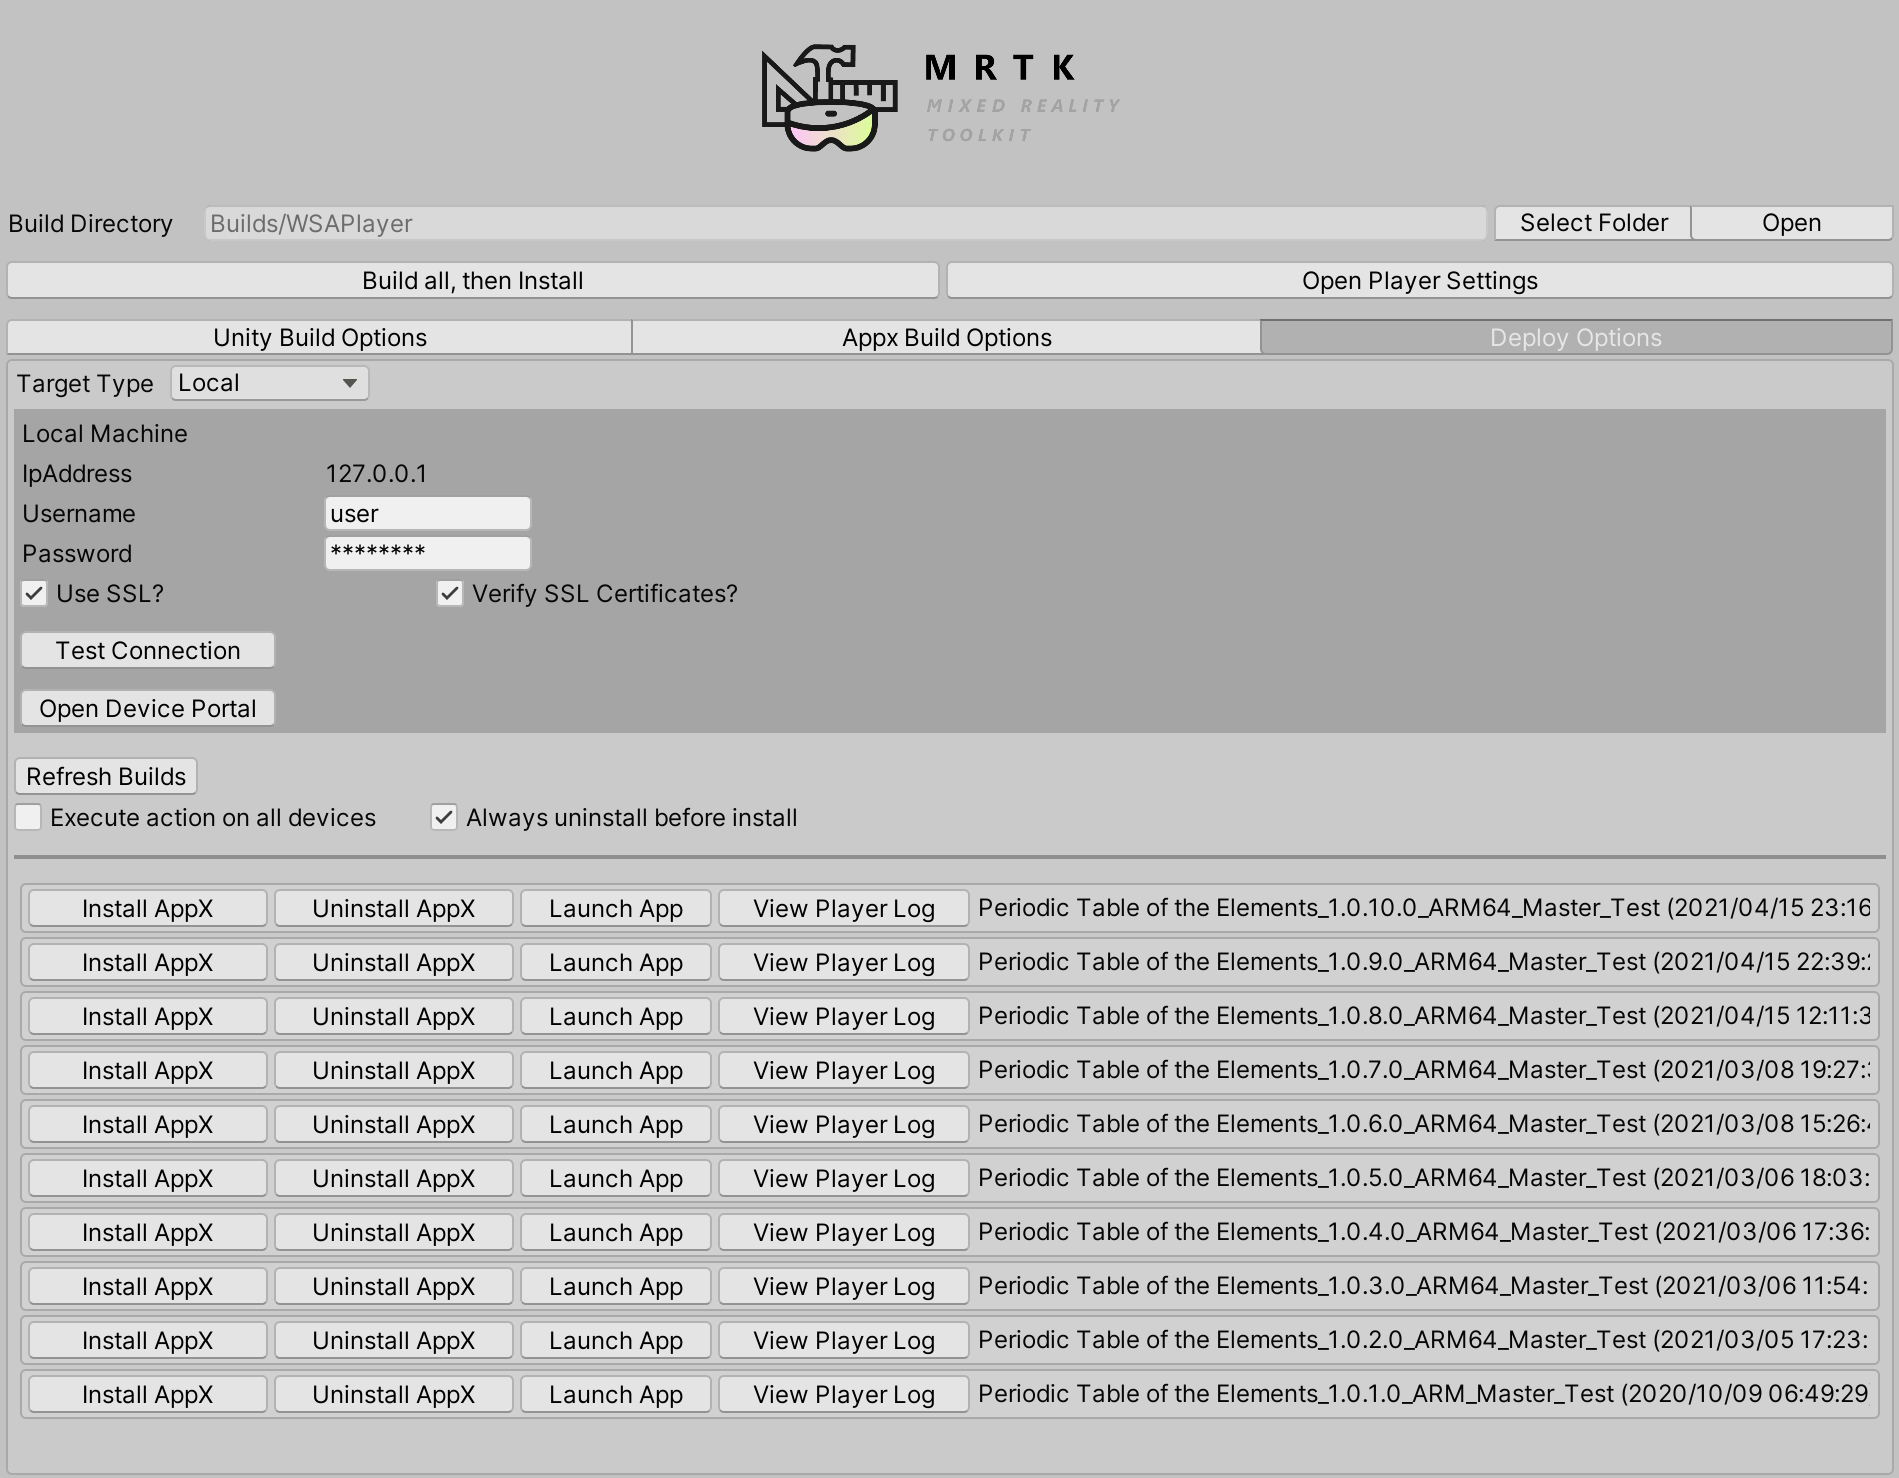 MRTK
MIXED REALITY
TOOLKIT
Build Directory Builds/WSAPlayer Select Folder Open
Build all, then Install Open Player Settings
Unity Build Options Appx Build Options Deploy Options
Target Type Local
Local Machine
IpAddress 127.0.0.1
Username user
Password ********
Use SSL? Verify SSL Certificates?
Test Connection
Open Device Portal
Refresh Builds
Execute action on all devices Always uninstall before install
Install AppX Uninstall AppX Launch App View Player Log Periodic Table of the Elements_1.0.10.0_ARM64_Master_Test (2021/04/15 23:16
Install AppX Uninstall AppX Launch App View Player Log Periodic Table of the Elements_1.0.9.0_ARM64_Master_Test (2021/04/15 22:39:
Install AppX Uninstall AppX Launch App View Player Log Periodic Table of the Elements_1.0.8.0_ARM64_Master_Test (2021/04/15 12:11:3
Install AppX Uninstall AppX Launch App View Player Log Periodic Table of the Elements_1.0.7.0_ARM64_Master_Test (2021/03/08 19:27:
Install AppX Uninstall AppX Launch App View Player Log Periodic Table of the Elements_1.0.6.0_ARM64_Master_Test (2021/03/08 15:26:
Install AppX Uninstall AppX Launch App View Player Log Periodic Table of the Elements_1.0.5.0_ARM64_Master_Test (2021/03/06 18:03:
Install AppX Uninstall AppX Launch App View Player Log Periodic Table of the Elements_1.0.4.0_ARM64_Master_Test (2021/03/06 17:36:
Install AppX Uninstall AppX Launch App View Player Log Periodic Table of the Elements_1.0.3.0_ARM64_Master_Test (2021/03/06 11:54:
Install AppX Uninstall AppX Launch App View Player Log Periodic Table of the Elements_1.0.2.0_ARM64_Master_Test (2021/03/05 17:23:
Install AppX Uninstall AppX Launch App View Player Log Periodic Table of the Elements_1.0.1.0_ARM_Master_Test (2020/10/09 06:49:29